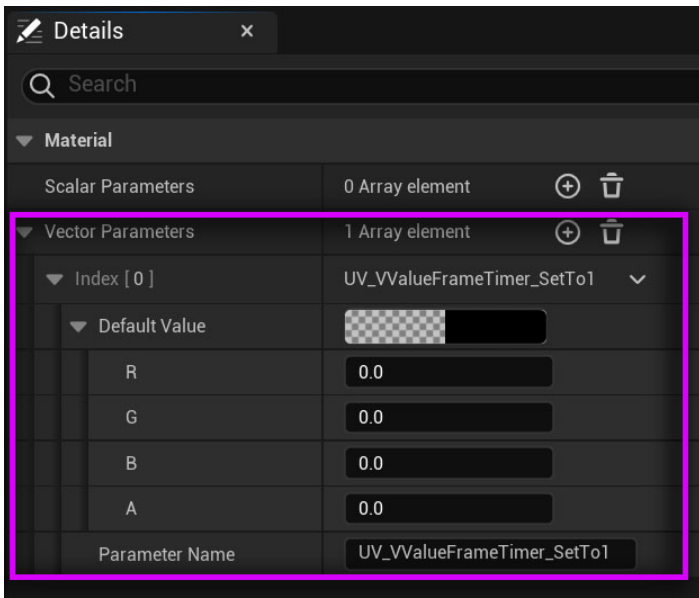 Details
Search
Material
Scalar Parameters 0 Array element
Vector Parameters 1 Array element
Index [ 0 ] UV_VValueFrameTimer_SetTo1
Default Value
R 0.0
G 0.0
B 0.0
A 0.0
Parameter Name UV_VValueFrameTimer_SetTo1